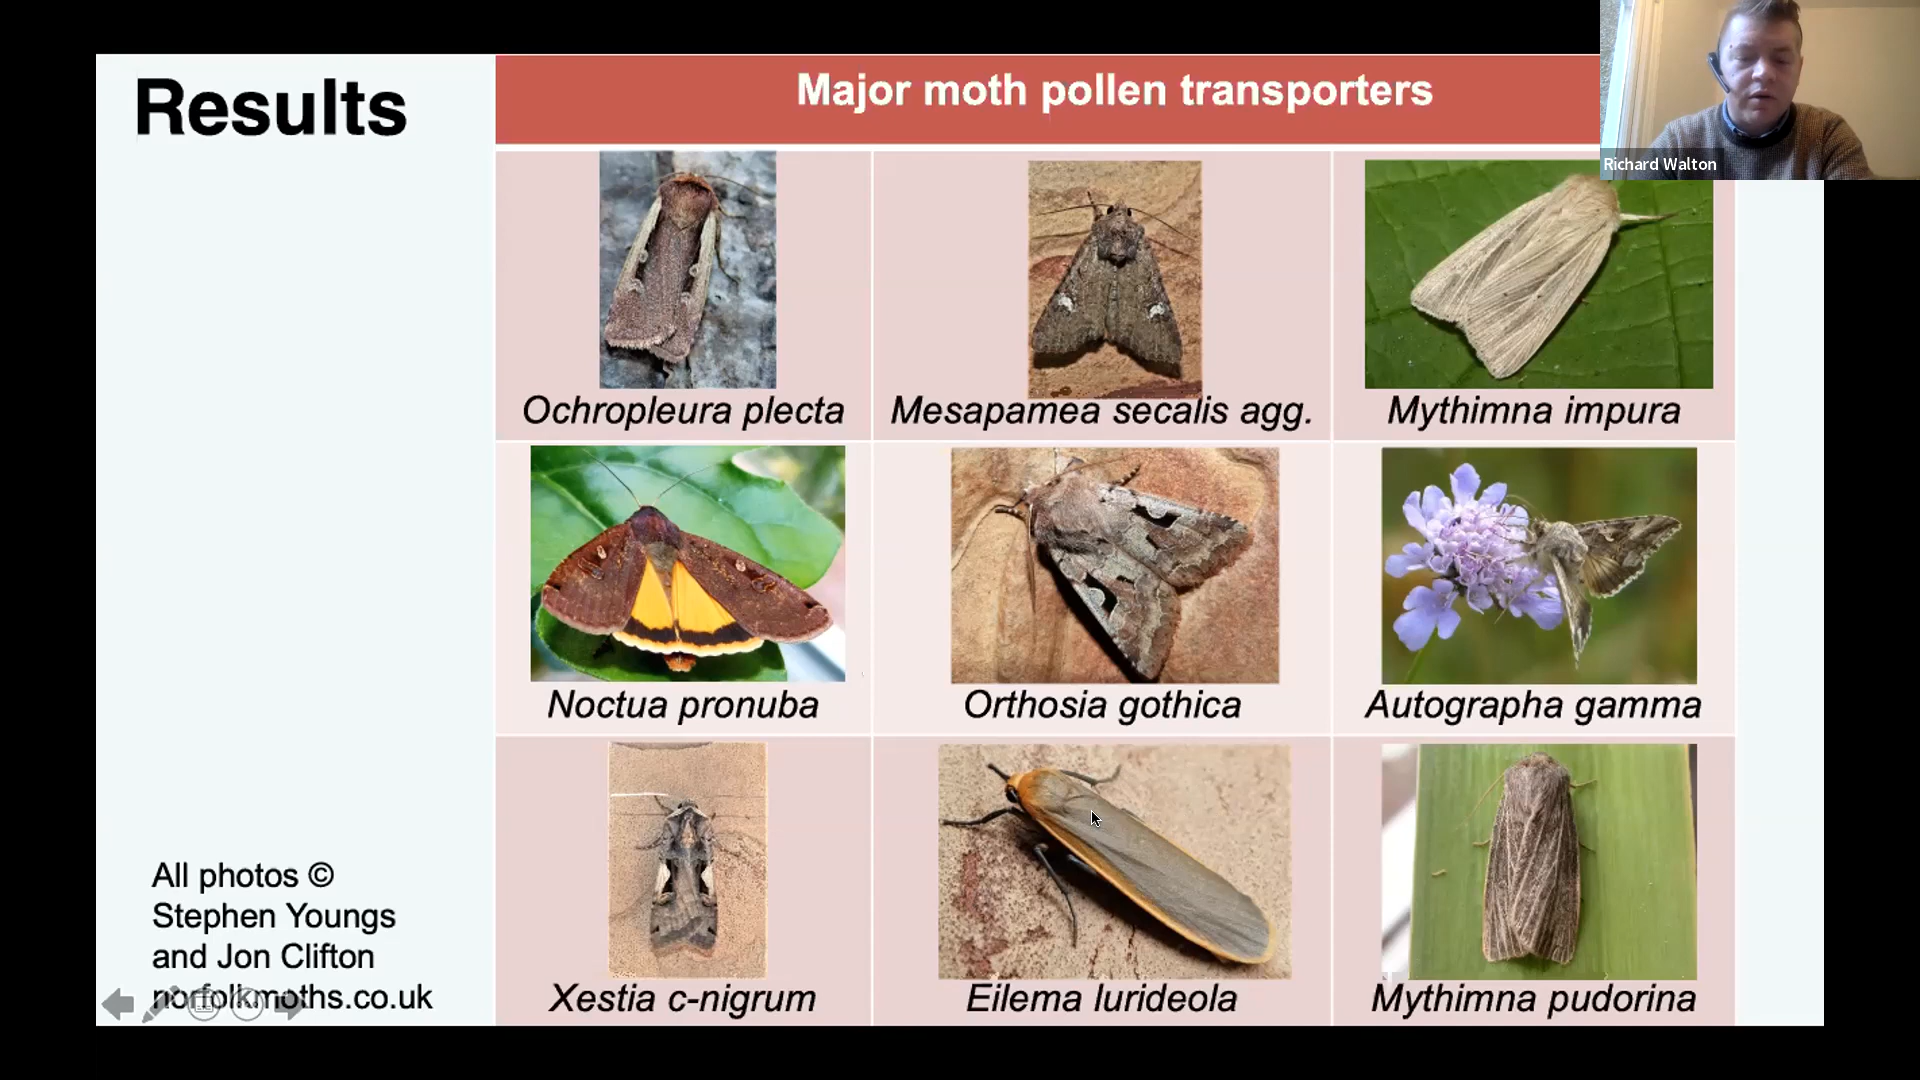 Results
Major moth pollen transporters
Richard Walton
Ochropleura plecta
Mesapamea secalis agg.
Mythimna impura
Noctua pronuba
Orthosia gothica
Autographa gamma
Xestia c-nigrum
Eilema lurideola
Mythimna pudorina
All photos ©
Stephen Youngs
and Jon Clifton
norfolkmoths.co.uk